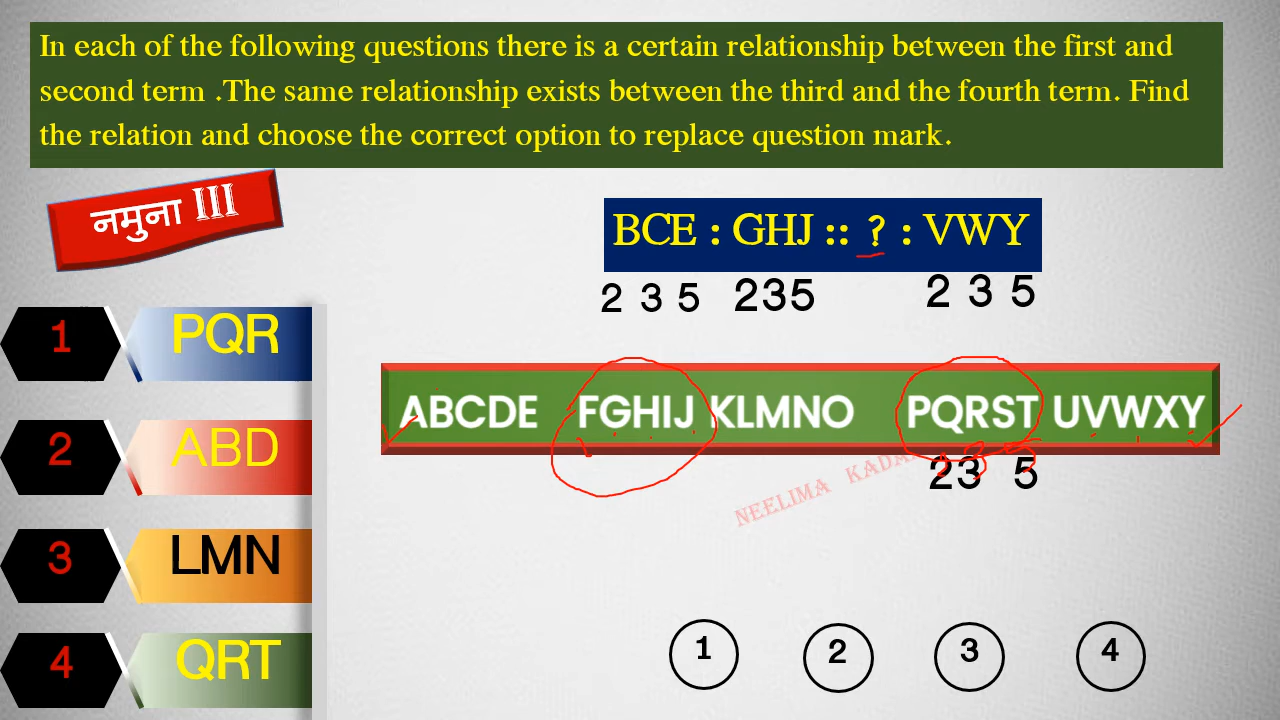 In each of the following questions there is a certain relationship between the first and
second term .The same relationship exists between the third and the fourth term. Find
the relation and choose the correct option to replace question mark.
नमुना III
BCE : GHJ :: ? : VWY
2 3 5 235 2 3 5
1 PQR
ABCDE FGHIJ KLMNO PQRST UVWXY
2 ABD
23 5
NEELIMA KADA
3 LMN
4 QRT
1 2 3 4